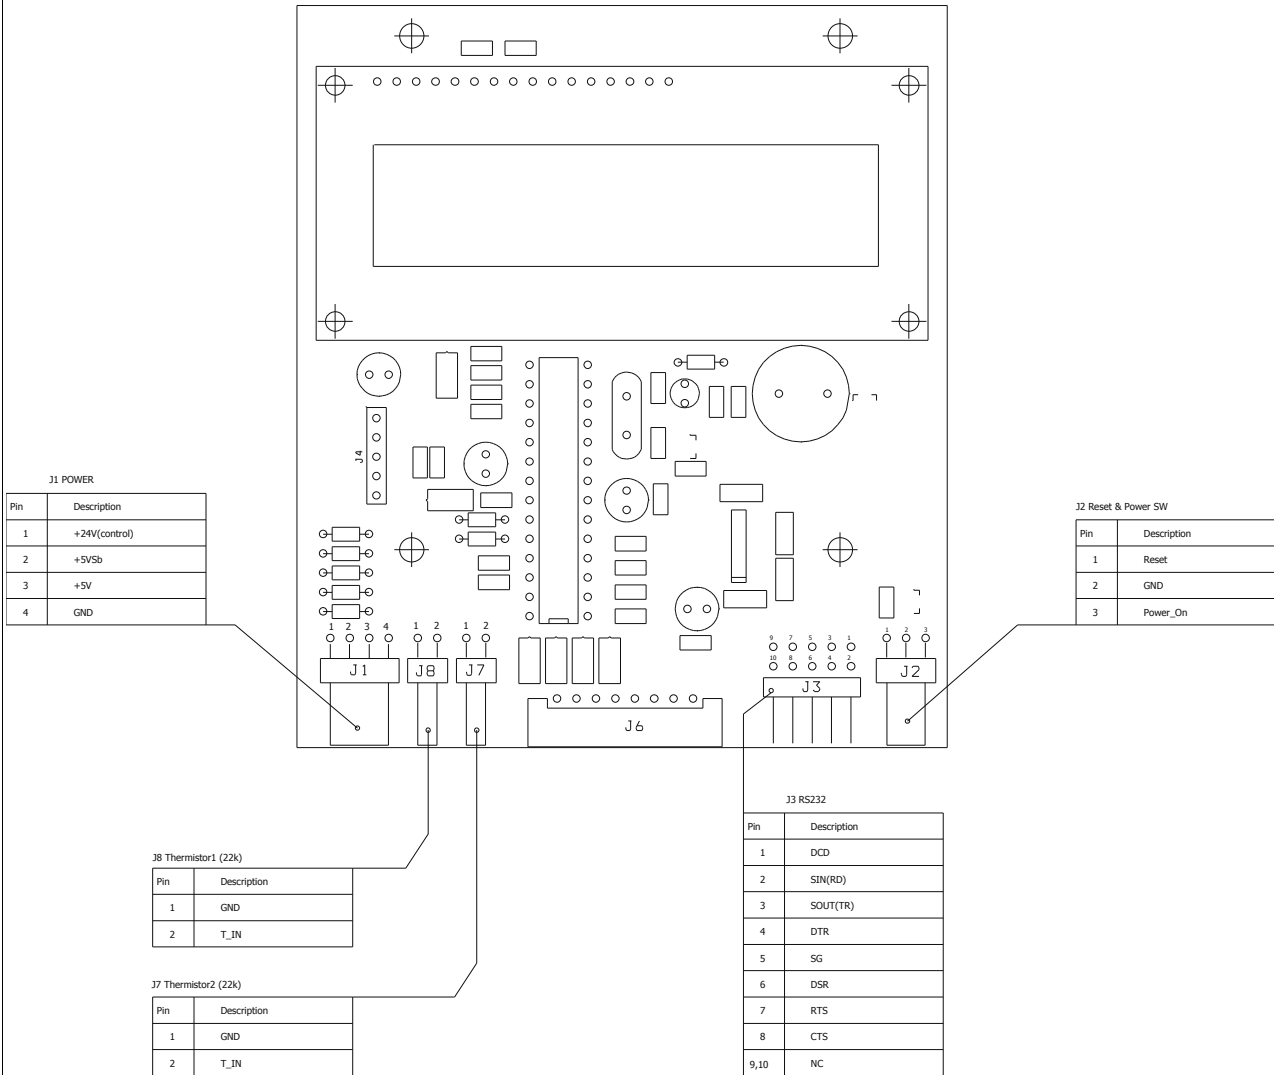 J4
J1 POWER
Pin Description
1 +24V(control)
2 +5VSb
3 +5V
4 GND
J2 Reset & Power SW
Pin Description
1 Reset
2 GND
3 Power_On
1 2 3 4 1 2 1 2
9 7 5 3 1
10 8 6 4 2
1 2 3
J1 J8 J7 J6 J3 J2
J3 RS232
Pin Description
1 DCD
2 SIN(RD)
3 SOUT(TR)
4 DTR
5 SG
6 DSR
7 RTS
8 CTS
9,10 NC
J8 Thermistor1 (22k)
Pin Description
1 GND
2 T_IN
J7 Thermistor2 (22k)
Pin Description
1 GND
2 T_IN